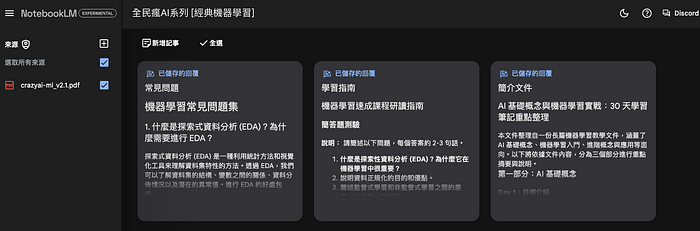 NotebookLM EXPERIMENTAL
全民瘋AI系列 [經典機器學習]
Discord
來源
選取所有來源
crazyai-ml_v2.1.pdf
新增記事
全選
已儲存的回覆
常見問題
機器學習常見問題集
1. 什麼是探索式資料分析 (EDA)？為什
麼需要進行 EDA？
探索式資料分析 (EDA) 是一種利用統計方法和視覺
化工具來理解資料集特性的方法。透過 EDA，我們
可以了解資料集的結構、變數之間的關係、資料分
佈情況以及潛在的異常值。進行 EDA 的好處包
已儲存的回覆
學習指南
機器學習速成課程研讀指南
簡答題測驗
說明： 請簡述以下問題，每個答案約 2-3 句話。
1. 什麼是探索性資料分析 (EDA)？為什麼它在
機器學習中很重要？
2. 說明資料正規化的目的和優點。
3. 簡述監督式學習和非監督式學習之間的差
已儲存的回覆
簡介文件
AI 基礎概念與機器學習實戰：30 天學習
筆記重點整理
本文件整理自一份長篇機器學習教學文件，涵蓋了
AI 基礎概念、機器學習入門、進階概念與應用等面
向。以下將依據文件內容，分為三個部分進行重點
摘要與說明。
第一部分：AI 基礎概念